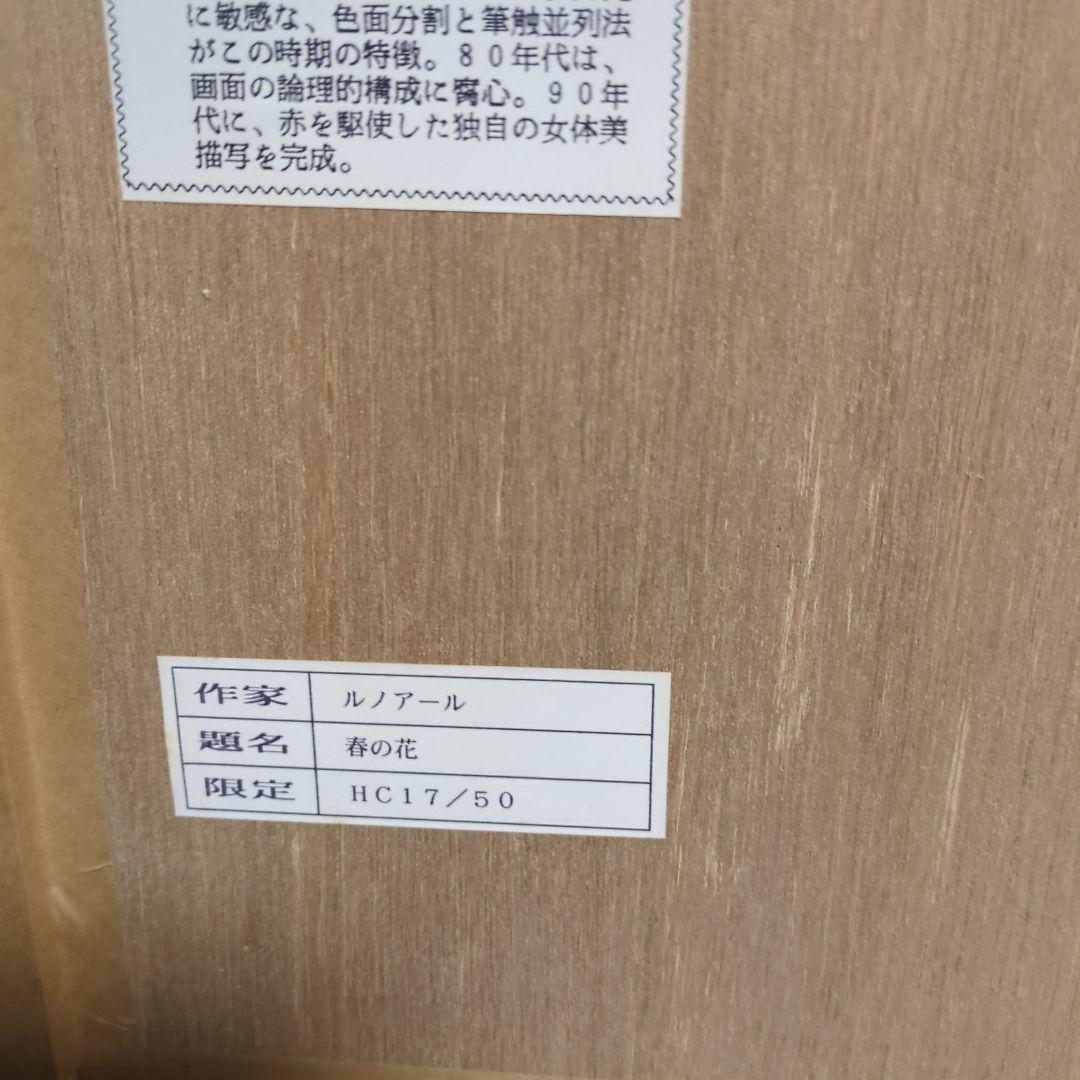 に敏感な、色面分割と筆触並列法
がこの時期の特徴。８０年代は、
画面の論理的構成に腐心。９０年
代に、赤を駆使した独自の女体美
描写を完成。
作家 ルノアール
題名 春の花
限定 ＨＣ１７／５０